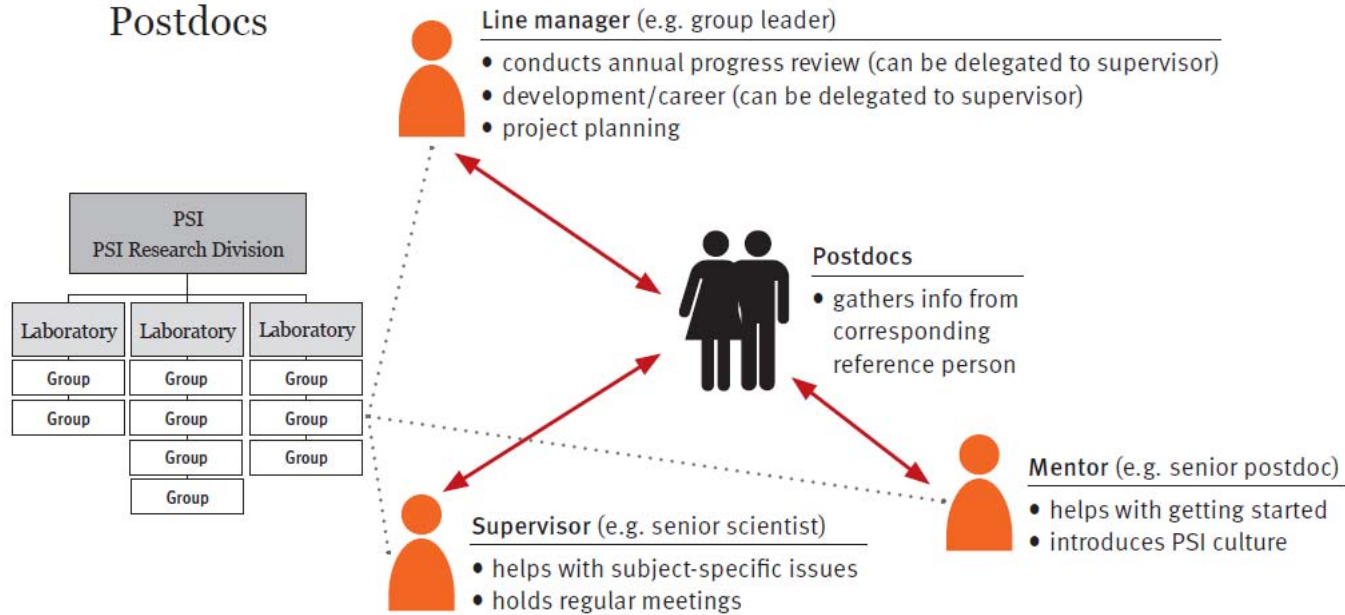 Postdocs
Line manager (e.g. group leader)
• conducts annual progress review (can be delegated to supervisor)
• development/career (can be delegated to supervisor)
• project planning
PSI
PSI Research Division
Laboratory
Laboratory
Laboratory
Group
Group
Group
Group
Group
Group
Group
Group
Group
Postdocs
• gathers info from
corresponding
reference person
Mentor (e.g. senior postdoc)
• helps with getting started
• introduces PSI culture
Supervisor (e.g. senior scientist)
• helps with subject-specific issues
• holds regular meetings